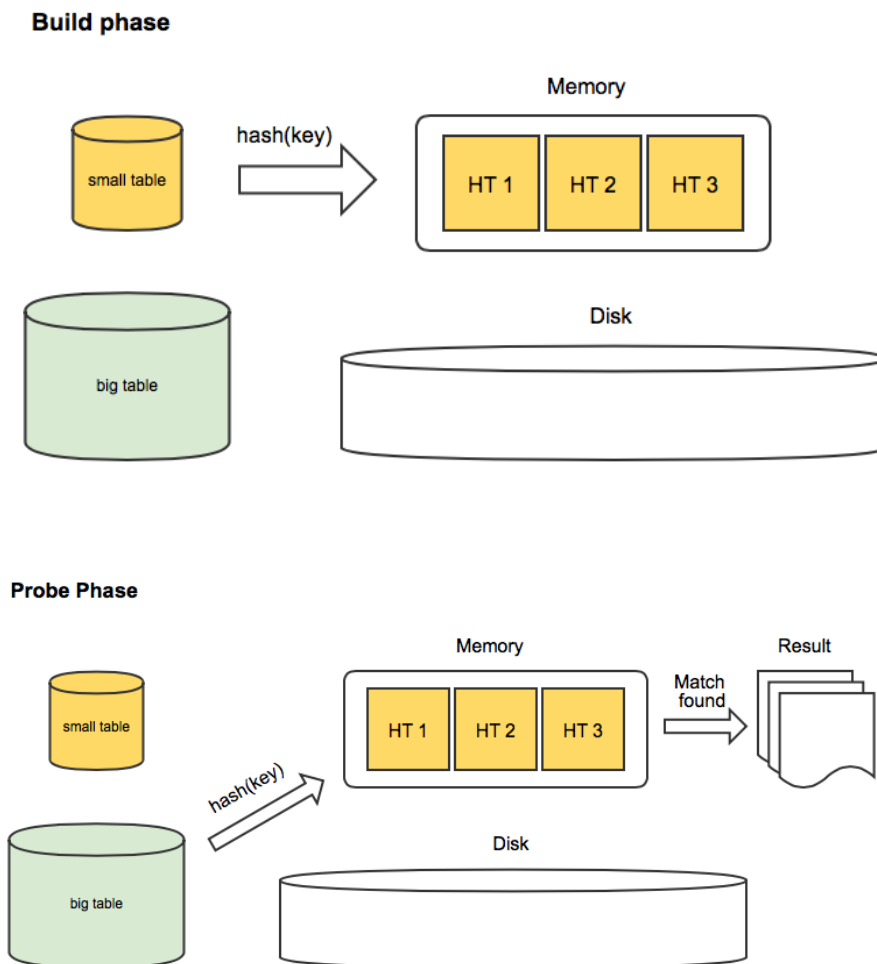 Build phase
Memory
hash(key)
small table
HT 1
HT 2
HT 3
Disk
big table
Probe Phase
Memory
Result
small table
HT 1
HT 2
HT 3
Match
found
hash(key)
Disk
big table